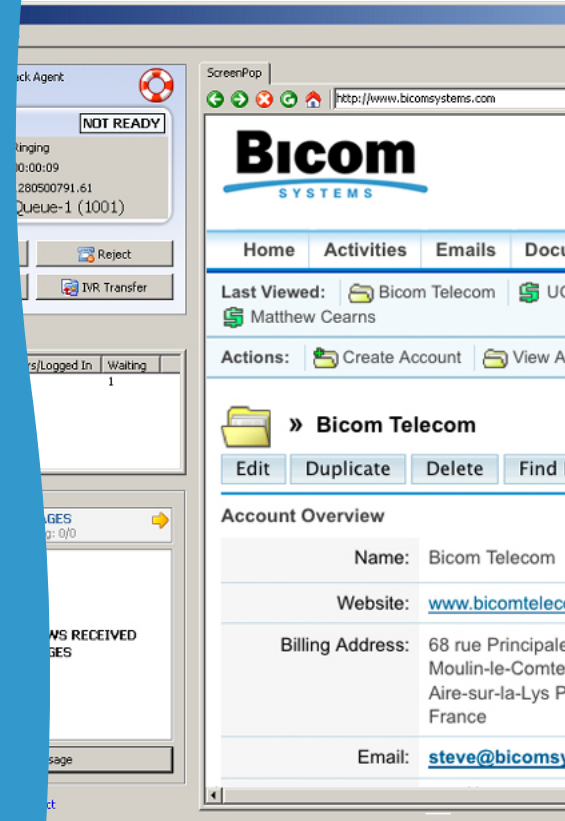 ack Agent
NOT READY
Ringing
00:00:09
1280500791.61
Queue-1 (1001)
Reject
IVR Transfer
rs/Logged In Waiting
1
AGES
g: 0/0
WS RECEIVED
GES
sage
ct
ScreenPop
http://www.bicomsystems.com
Bicom
SYSTEMS
Home Activities Emails Docu
Last Viewed: Bicom Telecom UC
Matthew Cearns
Actions: Create Account View A
» Bicom Telecom
Edit Duplicate Delete Find
Account Overview
Name: Bicom Telecom
Website: www.bicomtelec
Billing Address: 68 rue Principale
Moulin-le-Comte
Aire-sur-la-Lys P
France
Email: steve@bicomsy